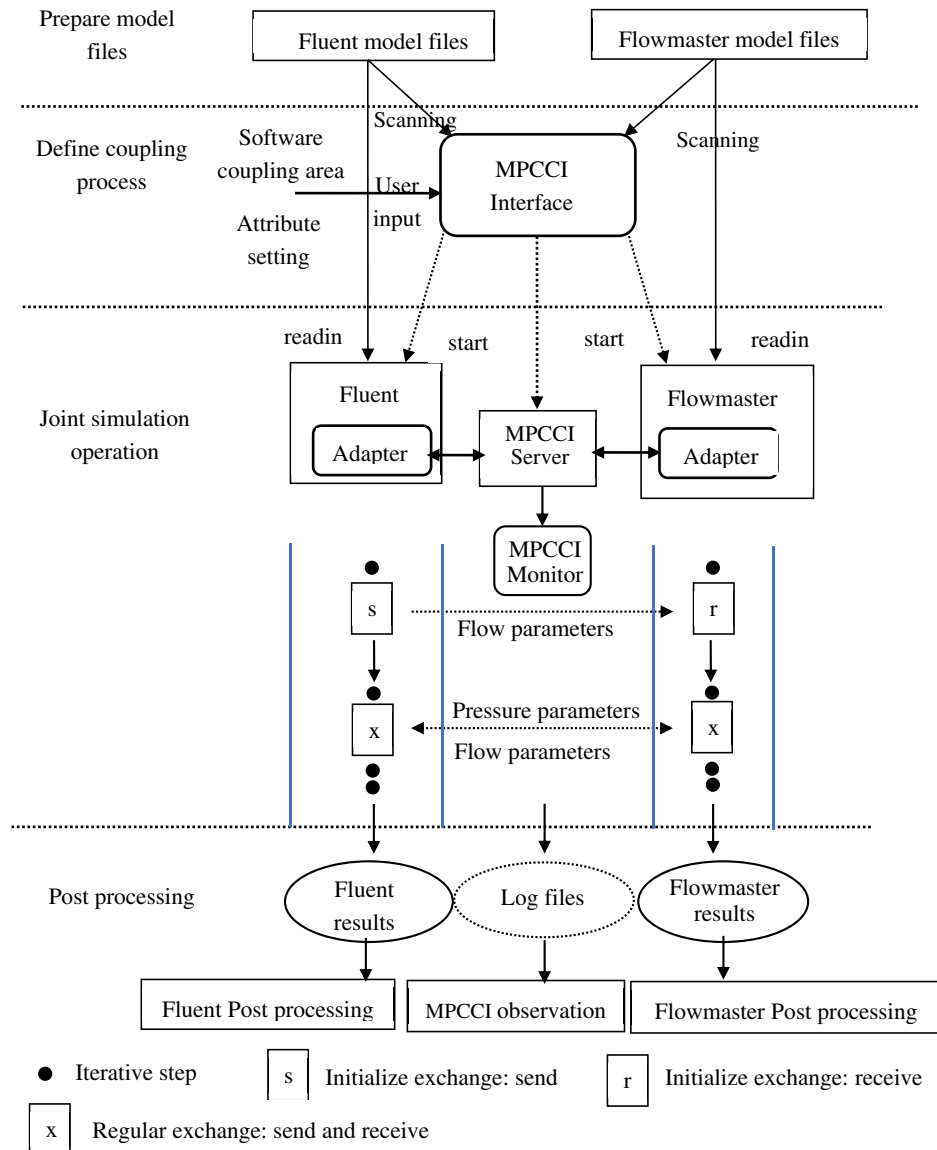 Prepare model
files
Fluent model files
Flowmaster model files
Define coupling
process
Software
coupling area
Attribute
setting
Scanning
User
input
MPCCI
Interface
Scanning
Joint simulation
operation
readin
start
start
readin
Fluent
Adapter
MPCCI
Server
Flowmaster
Adapter
MPCCI
Monitor
s
Flow parameters
r
x
Pressure parameters
Flow parameters
x
Post processing
Fluent
results
Log files
Flowmaster
results
Fluent Post processing
MPCCI observation
Flowmaster Post processing
Iterative step
s
Initialize exchange: send
r
Initialize exchange: receive
x
Regular exchange: send and receive